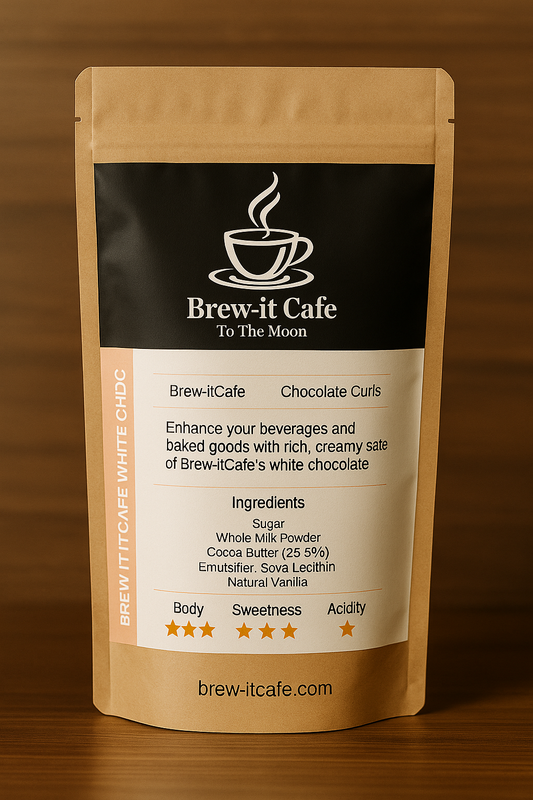 Brew-it Cafe
To The Moon
BREW IT ITCAFE WHITE CHDC
Brew-itCafe Chocolate Curls
Enhance your beverages and
baked goods with rich, creamy sate
of Brew-itCafe's white chocolate
Ingredients
Sugar
Whole Milk Powder
Cocoa Butter (25 5%)
Emutsifier. Sova Lecithin
Natural Vanilia
Body Sweetness Acidity
brew-itcafe.com